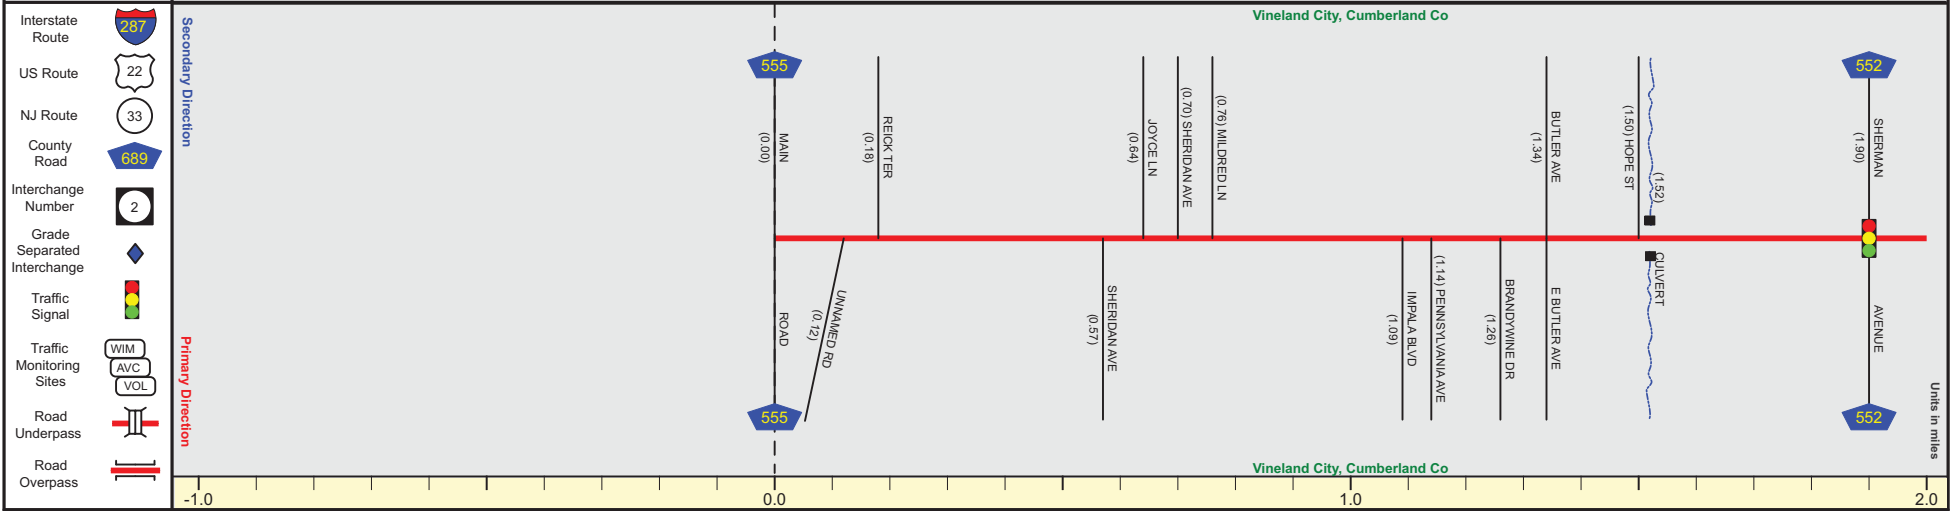 Interstate
Route
287
US Route
22
NJ Route
33
County
Road
689
Interchange
Number
2
Grade
Separated
Interchange
Traffic
Signal
Traffic
Monitoring
Sites
WIM
AVC
VOL
Road
Underpass
Road
Overpass
Secondary Direction
Primary Direction
Vineland City, Cumberland Co
555
MAIN
(0.00)
ROAD
555
UNNAMED RD
(0.12)
REICK TER
(0.18)
SHERIDAN AVE
(0.57)
JOYCE LN
(0.64)
(0.70) SHERIDAN AVE
(0.76) MILDRED LN
IMPALA BLVD
(1.09)
(1.14) PENNSYLVANIA AVE
BRANDYWINE DR
(1.26)
BUTLER AVE
(1.34)
E BUTLER AVE
(1.50) HOPE ST
(1.52)
CULVERT
552
SHERMAN
(1.90)
AVENUE
552
Units in miles
Vineland City, Cumberland Co
-1.0
0.0
1.0
2.0